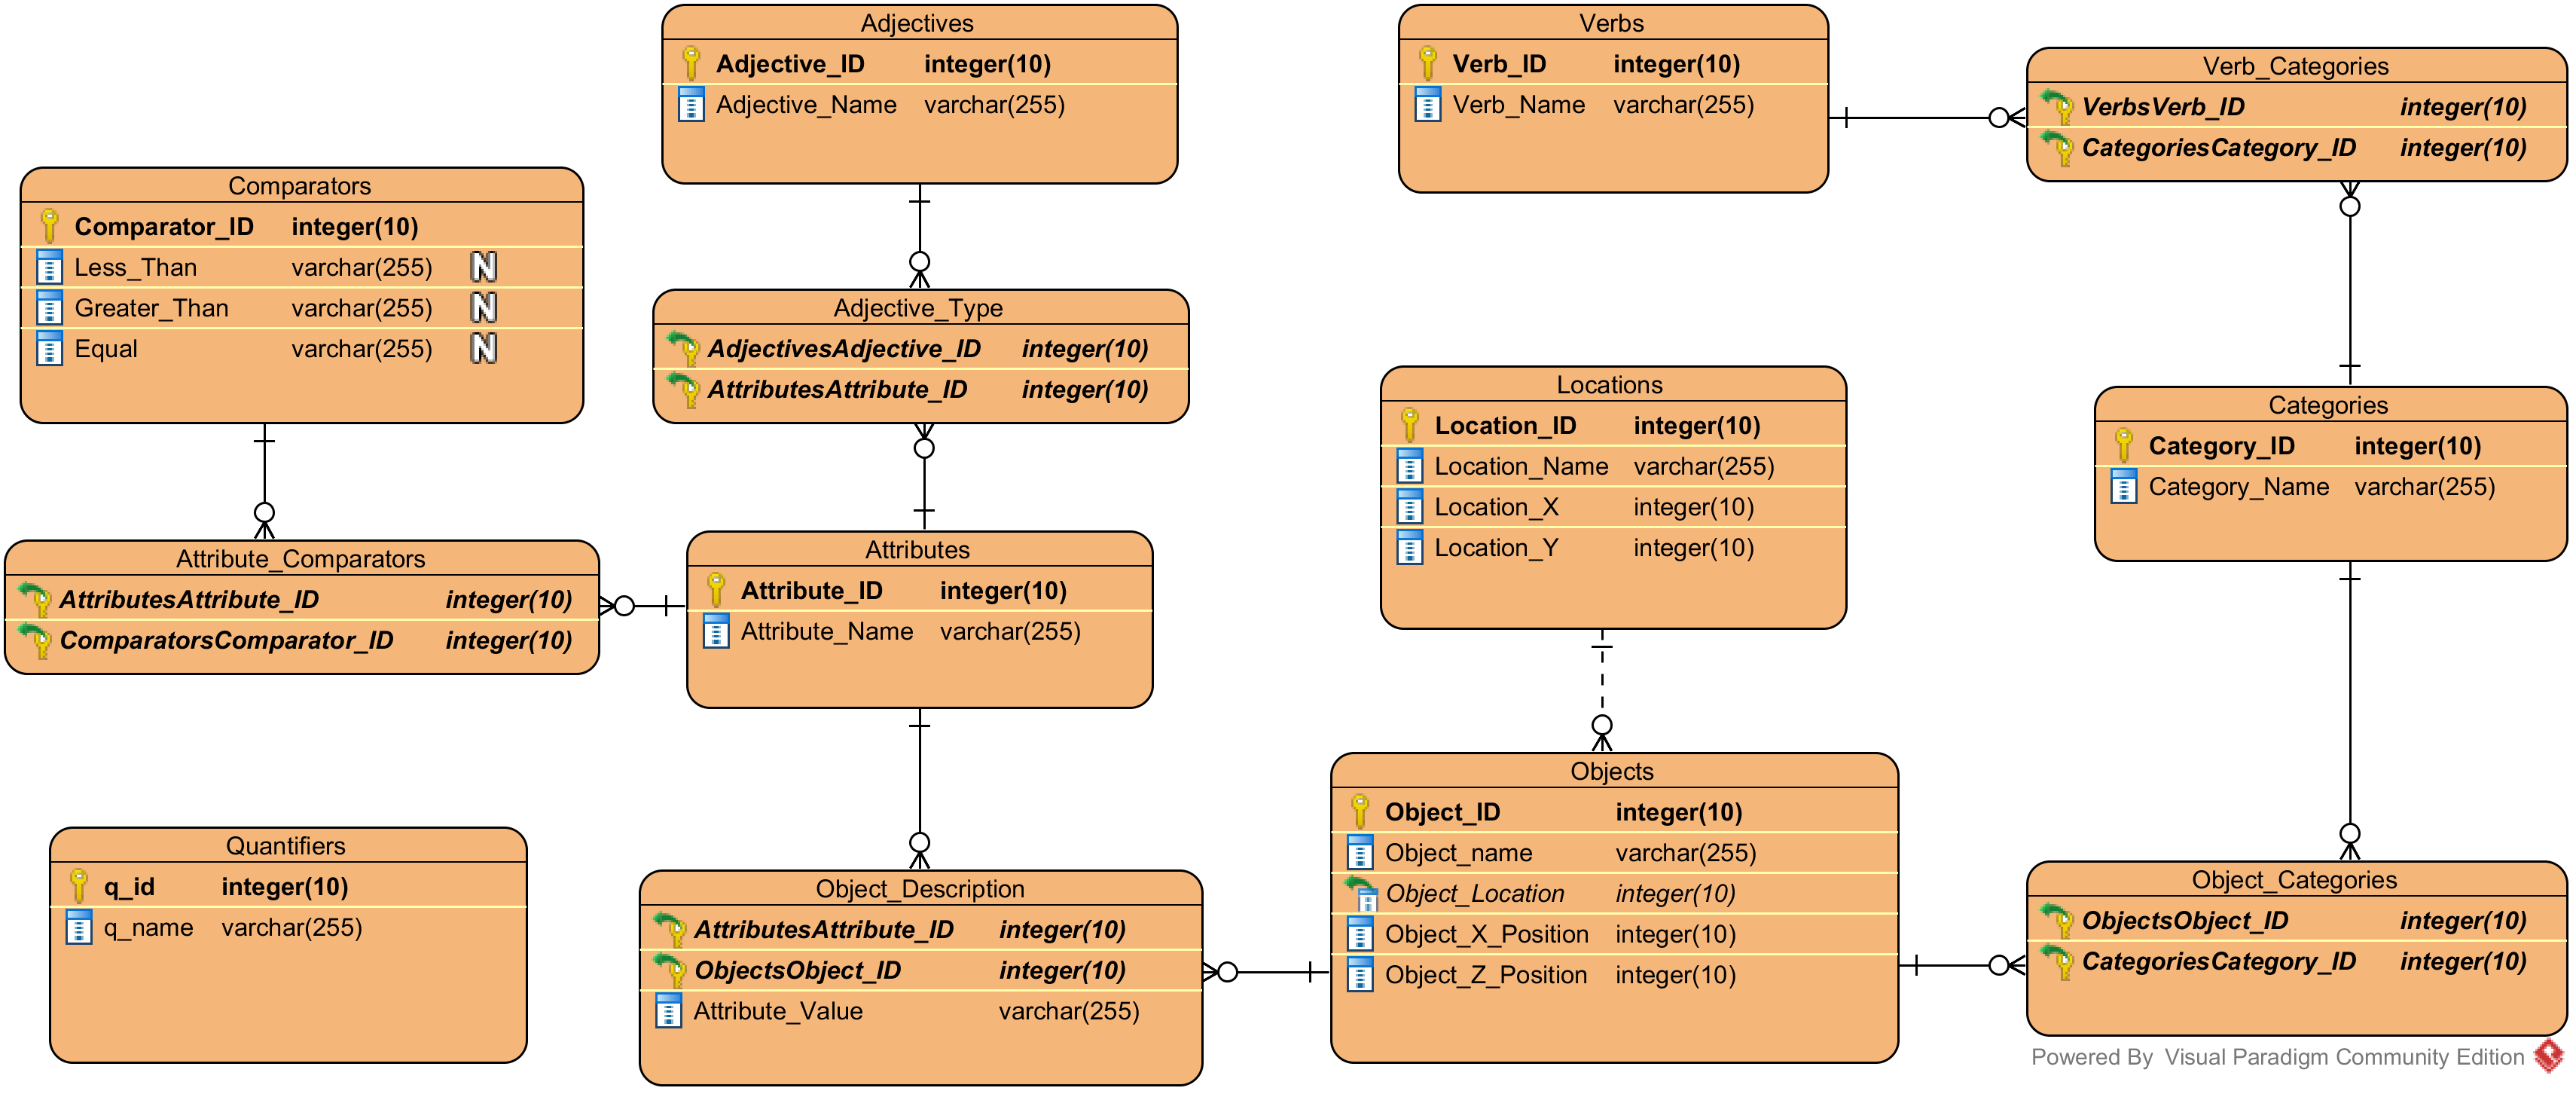 Adjectives
Adjective_ID integer(10)
Adjective_Name varchar(255)
Verbs
Verb_ID integer(10)
Verb_Name varchar(255)
Verb_Categories
VerbsVerb_ID integer(10)
CategoriesCategory_ID integer(10)
Comparators
Comparator_ID integer(10)
Less_Than varchar(255) N
Greater_Than varchar(255) N
Equal varchar(255) N
Adjective_Type
AdjectivesAdjective_ID integer(10)
AttributesAttribute_ID integer(10)
Locations
Location_ID integer(10)
Location_Name varchar(255)
Location_X integer(10)
Location_Y integer(10)
Categories
Category_ID integer(10)
Category_Name varchar(255)
Attribute_Comparators
AttributesAttribute_ID integer(10)
ComparatorsComparator_ID integer(10)
Attributes
Attribute_ID integer(10)
Attribute_Name varchar(255)
Quantifiers
q_id integer(10)
q_name varchar(255)
Object_Description
AttributesAttribute_ID integer(10)
ObjectsObject_ID integer(10)
Attribute_Value varchar(255)
Objects
Object_ID integer(10)
Object_name varchar(255)
Object_Location integer(10)
Object_X_Position integer(10)
Object_Z_Position integer(10)
Object_Categories
ObjectsObject_ID integer(10)
CategoriesCategory_ID integer(10)
Powered By Visual Paradigm Community Edition